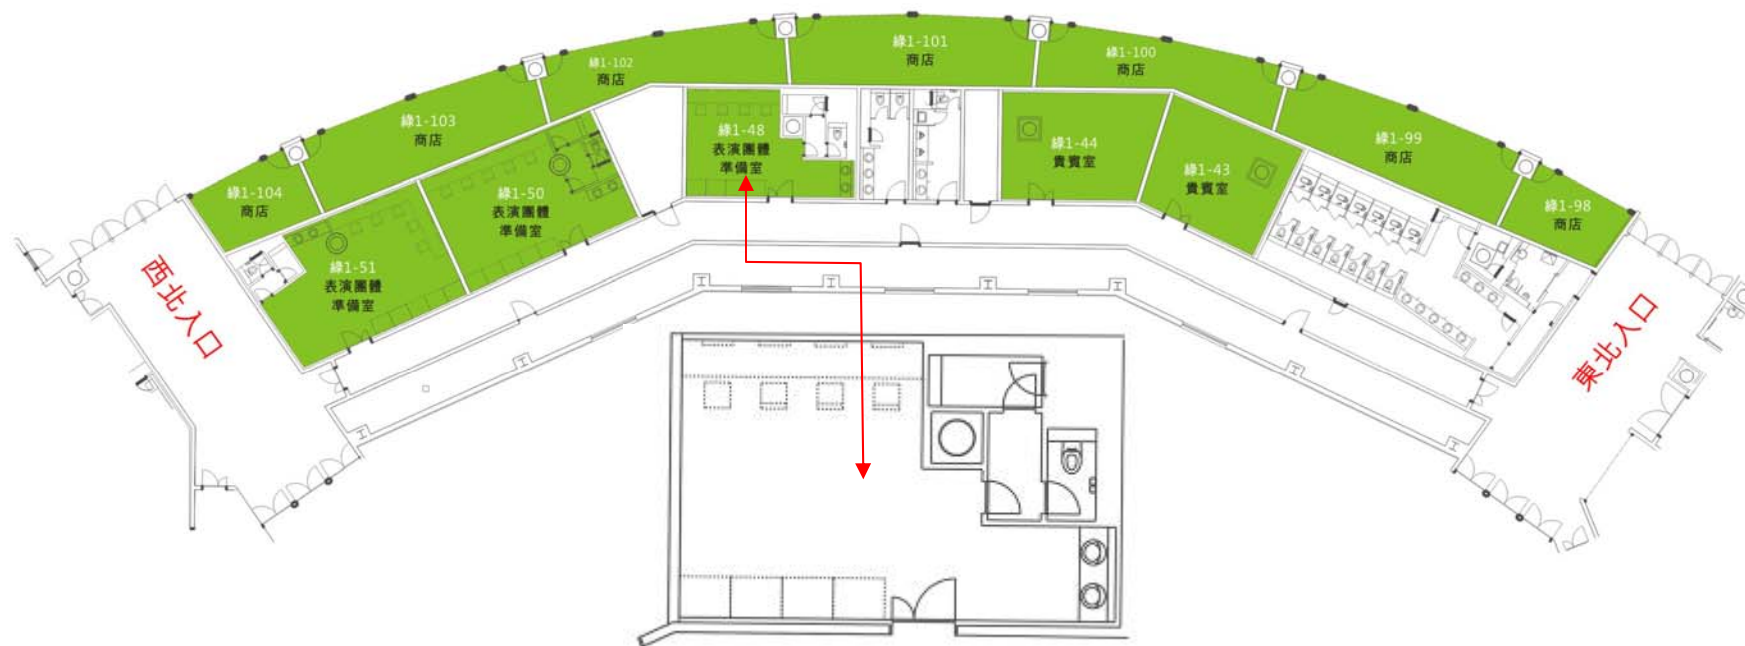 綠1-101
商店
綠1-100
商店
綠1-102
商店
綠1-103
商店
綠1-48
表演團體
準備室
綠1-44
貴賓室
綠1-99
商店
綠1-43
貴賓室
綠1-104
商店
綠1-50
表演團體
準備室
綠1-98
商店
綠1-51
表演團體
準備室
西北入口
東北入口